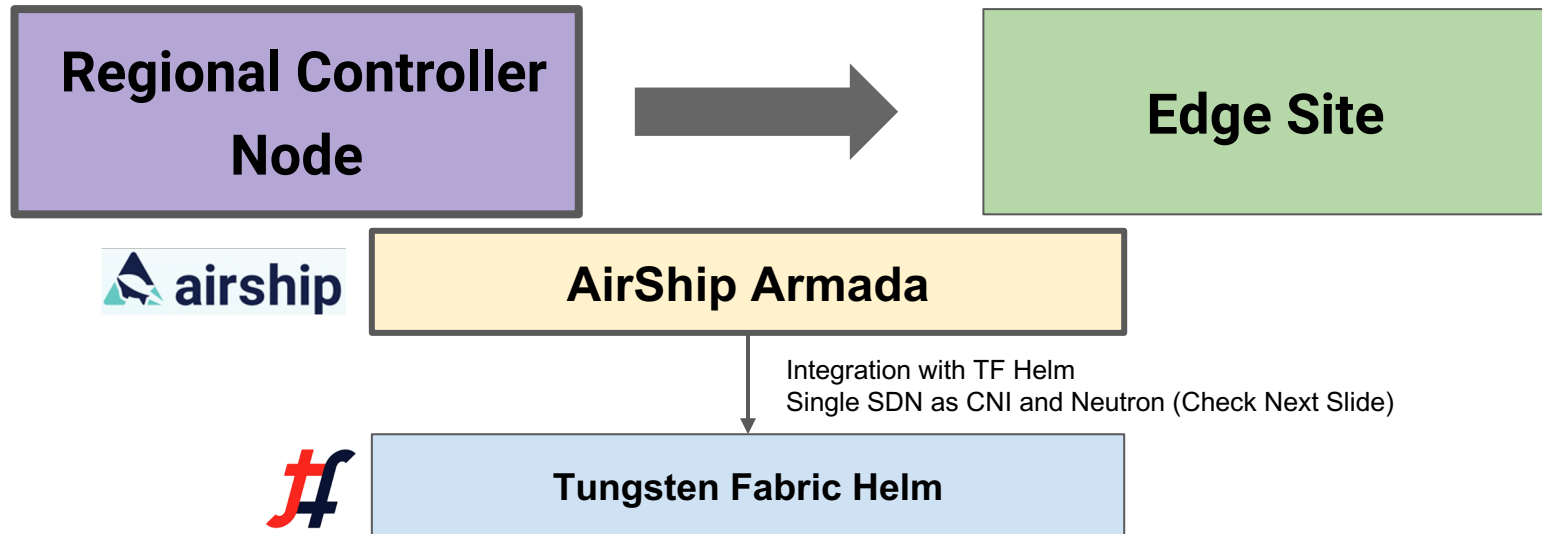 Regional Controller
Node
Edge Site
airship
AirShip Armada
Integration with TF Helm
Single SDN as CNI and Neutron (Check Next Slide)
tf
Tungsten Fabric Helm